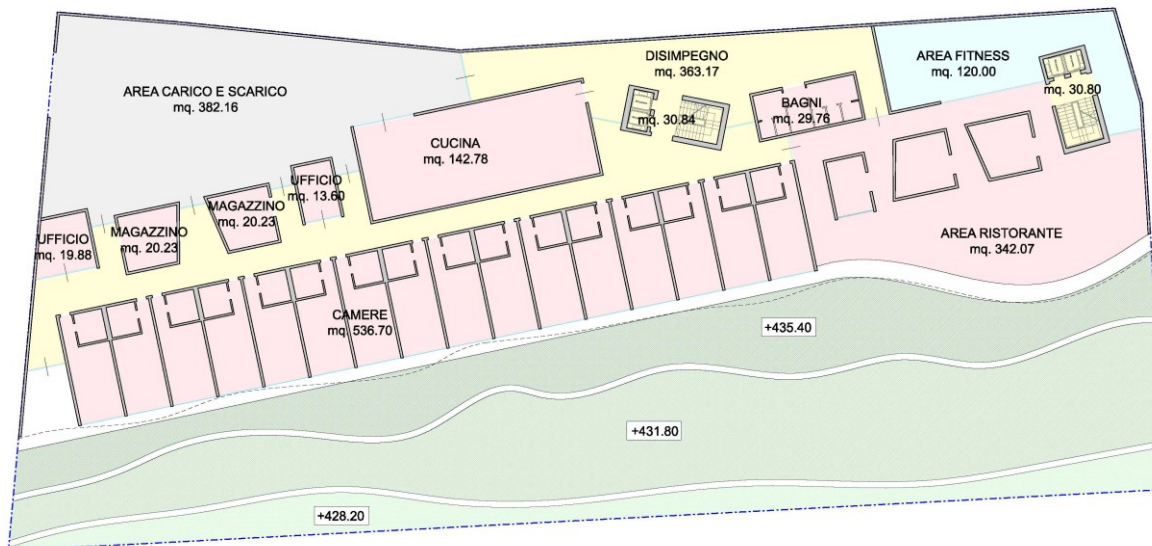 DISIMPEGNO
mq. 363.17
AREA FITNESS
mq. 120.00
AREA CARICO E SCARICO
mq. 382.16
mq. 30.80
BAGNI
mq. 29.76
mq. 30.84
CUCINA
mq. 142.78
UFFICIO
mq. 13.60
MAGAZZINO
mq. 20.23
MAGAZZINO
mq. 20.23
UFFICIO
mq. 19.88
AREA RISTORANTE
mq. 342.07
CAMERE
mq. 536.70
+435.40
+431.80
+428.20